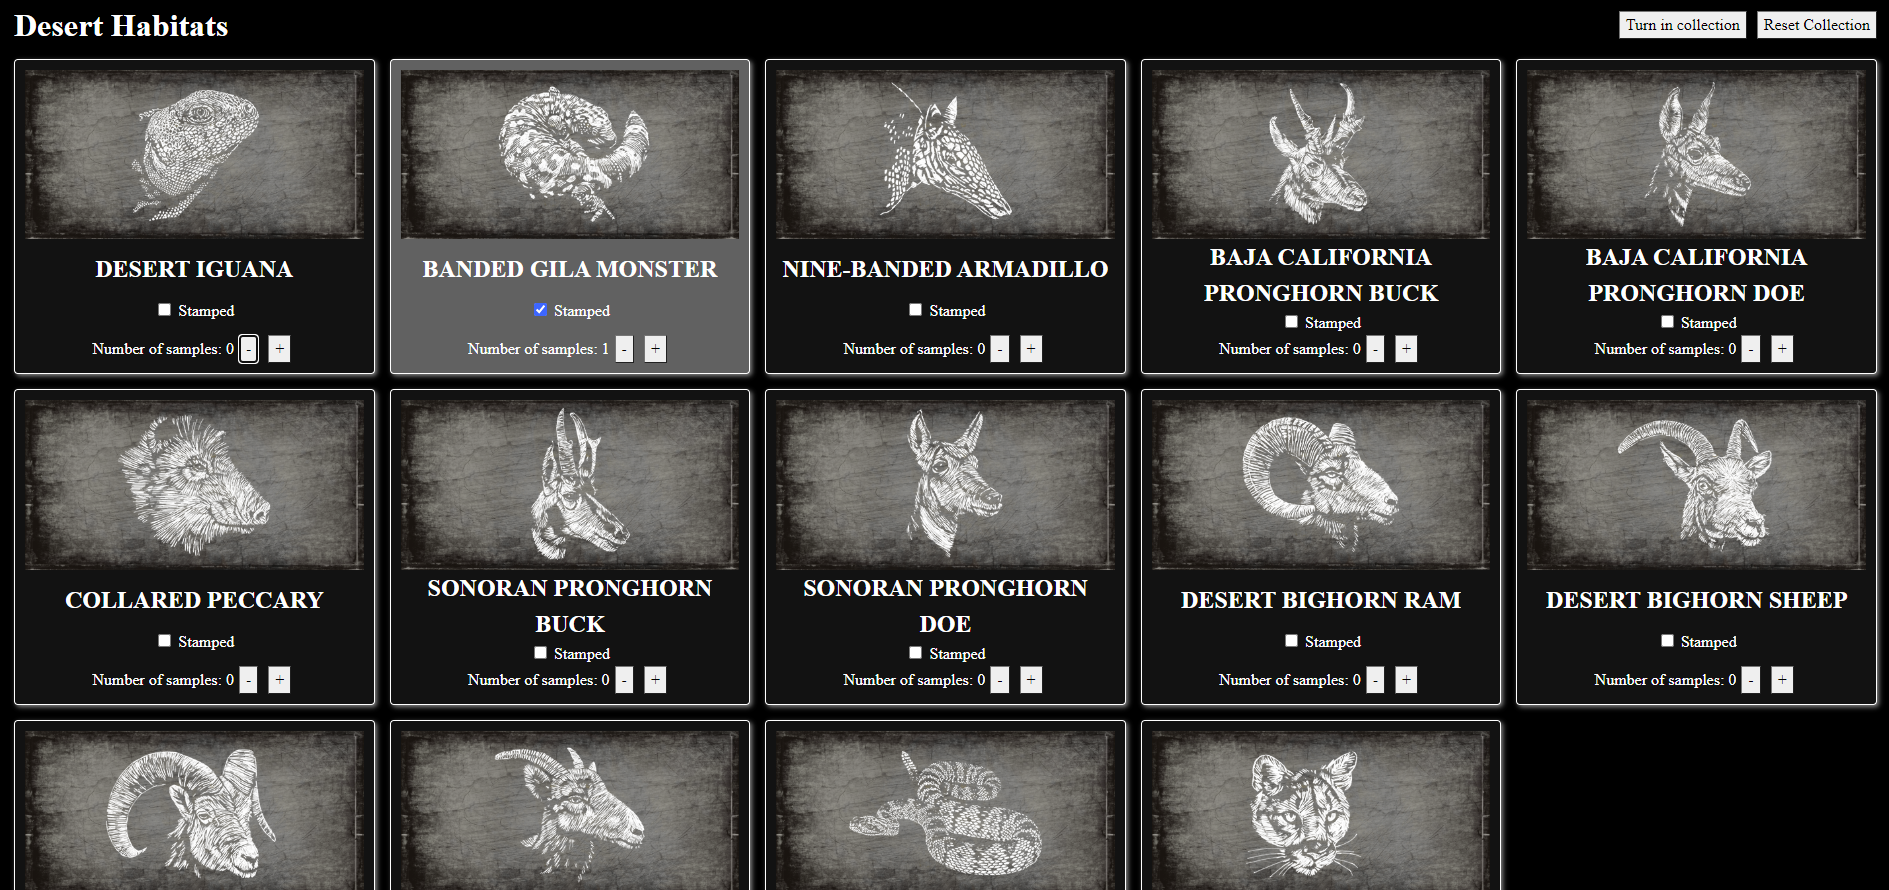 Desert Habitats
Turn in collection
Reset Collection
DESERT IGUANA
Stamped
Number of samples: 0 - +
BANDED GILA MONSTER
Stamped
Number of samples: 1 - +
NINE-BANDED ARMADILLO
Stamped
Number of samples: 0 - +
BAJA CALIFORNIA
PRONGHORN BUCK
Stamped
Number of samples: 0 - +
BAJA CALIFORNIA
PRONGHORN DOE
Stamped
Number of samples: 0 - +
COLLARED PECCARY
Stamped
Number of samples: 0 - +
SONORAN PRONGHORN
BUCK
Stamped
Number of samples: 0 - +
SONORAN PRONGHORN
DOE
Stamped
Number of samples: 0 - +
DESERT BIGHORN RAM
Stamped
Number of samples: 0 - +
DESERT BIGHORN SHEEP
Stamped
Number of samples: 0 - +